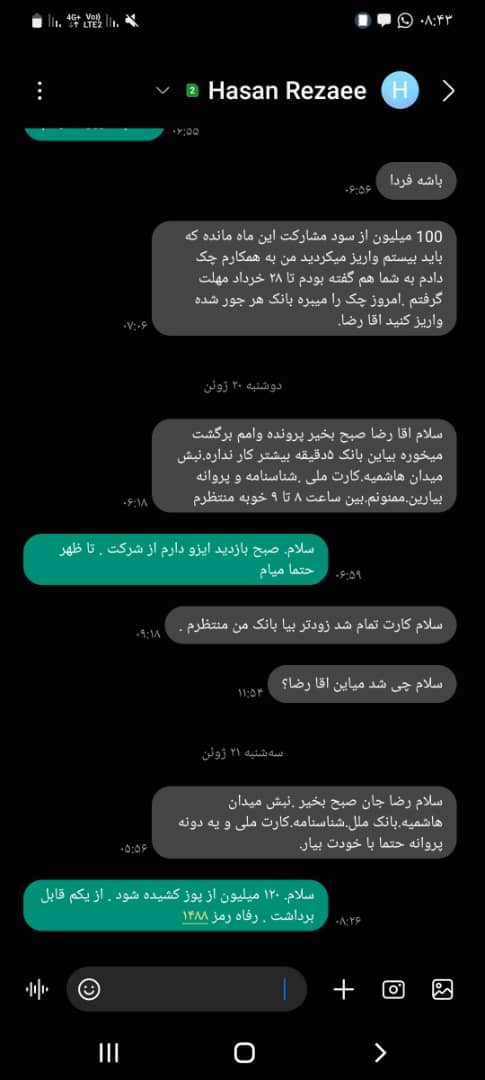 ۰۸:۴۳
4G+ Vo))
LTE2
Hasan Rezaee
2
H
۰۶:۵۵
باشه فردا
۰۶:۵۶
100 میلیون از سود مشارکت این ماه مانده که
باید بیستم واریز میکردید من به همکارم چک
دادم به شما هم گفته بودم تا ۲۸ خرداد مهلت
گرفتم .امروز چک را میبره بانک هر جور شده
واریز کنید اقا رضا.
۰۷:۰۶
دوشنبه ۲۰ ژوئن
سلام اقا رضا صبح بخیر پرونده وامم برگشت
میخوره بیاین بانک ۵دقیقه بیشتر کار نداره.نبش
میدان هاشمیه.کارت ملی .شناسنامه و پروانه
بیارین.ممنونم.بین ساعت ۸ تا ۹ خوبه منتظرم
۰۶:۱۸
سلام. صبح بازدید ایزو دارم از شرکت . تا ظهر
حتما میام
۰۶:۵۹
سلام کارت تمام شد زودتر بیا بانک من منتظرم .
۰۹:۱۸
سلام چی شد میاین اقا رضا؟
۱۱:۵۴
سه‌شنبه ۲۱ ژوئن
سلام رضا جان صبح بخیر .نبش میدان
هاشمیه.بانک ملل.شناسنامه.کارت ملی و یه دونه
پروانه حتما با خودت بیار.
۰۵:۵۶
سلام. ۱۲۰ میلیون از پوز کشیده شود . از یکم قابل
برداشت . رفاه رمز ۱۴۸۸
۰۸:۲۶